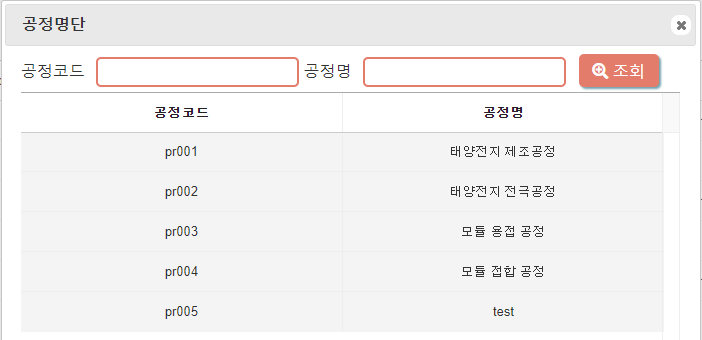 공정명단
공정코드 공정명 조회
공정코드 공정명
pr001 태양전지 제조공정
pr002 태양전지 전극공정
pr003 모듈 용접 공정
pr004 모듈 접합 공정
pr005 test